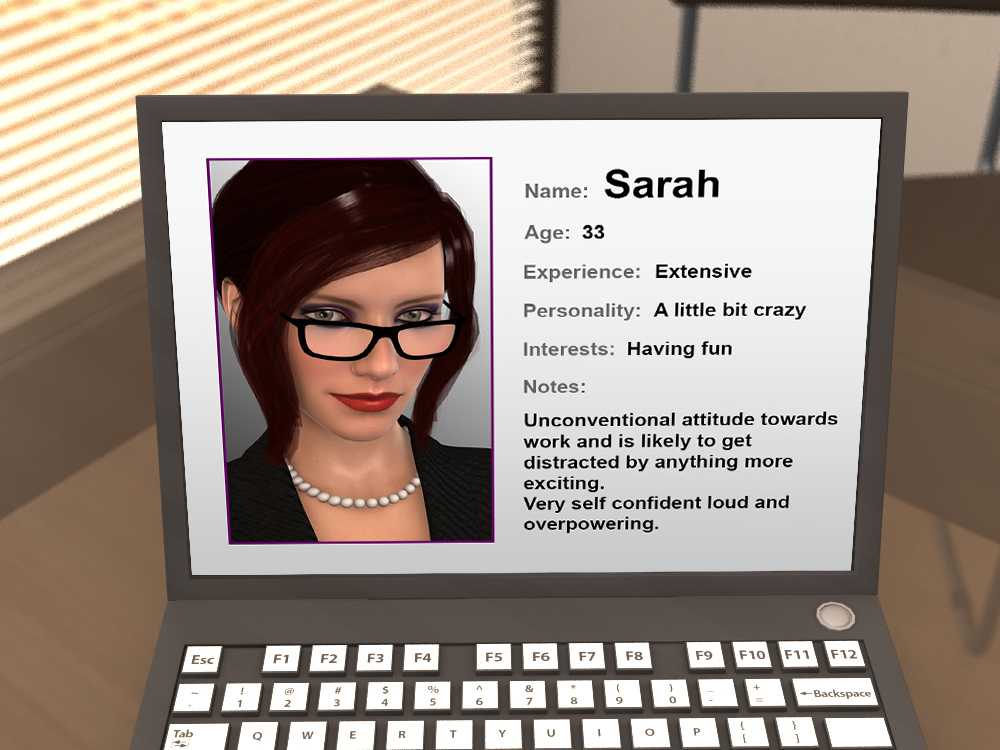 Name: Sarah
Age: 33
Experience: Extensive
Personality: A little bit crazy
Interests: Having fun
Notes:
Unconventional attitude towards
work and is likely to get
distracted by anything more
exciting.
Very self confident loud and
overpowering.
Esc F1 F2 F3 F4 F5 F6 F7 F8 F9 F10 F11 F12
~ ! @ # $ % ^ & * ( ) _ +
. 1 2 3 4 5 6 7 8 9 0 - = ←Backspace
Tab Q W E R T Y U I O P { }
[ ]